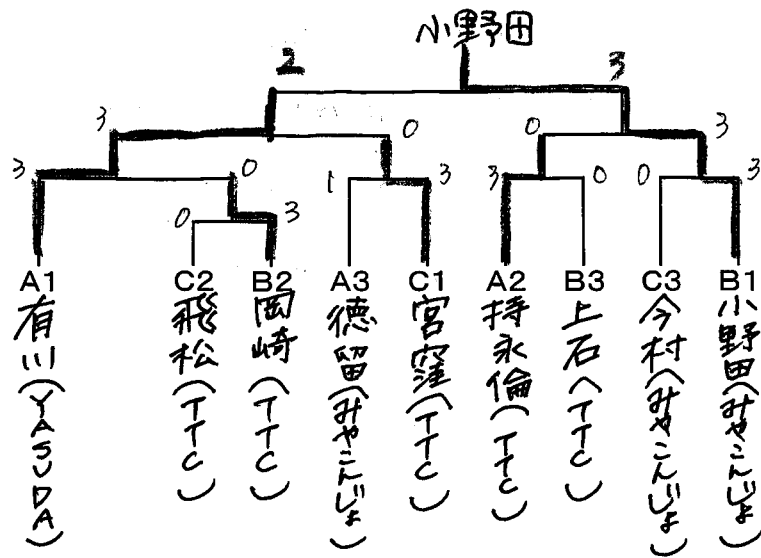 小野田
2 3
3 0 0 3
3 0 1 3 3 0 0 3
0 3
A1 C2 B2 A3 C1 A2 B3 C3 B1
有川(YASUDA)
飛松(TTC)
岡崎(TTC)
徳留(みやこんじょ)
宮窪(TTC)
持永倫(TTC)
上石(TTC)
今村(みやこんじょ)
小野田(みやこんじょ)